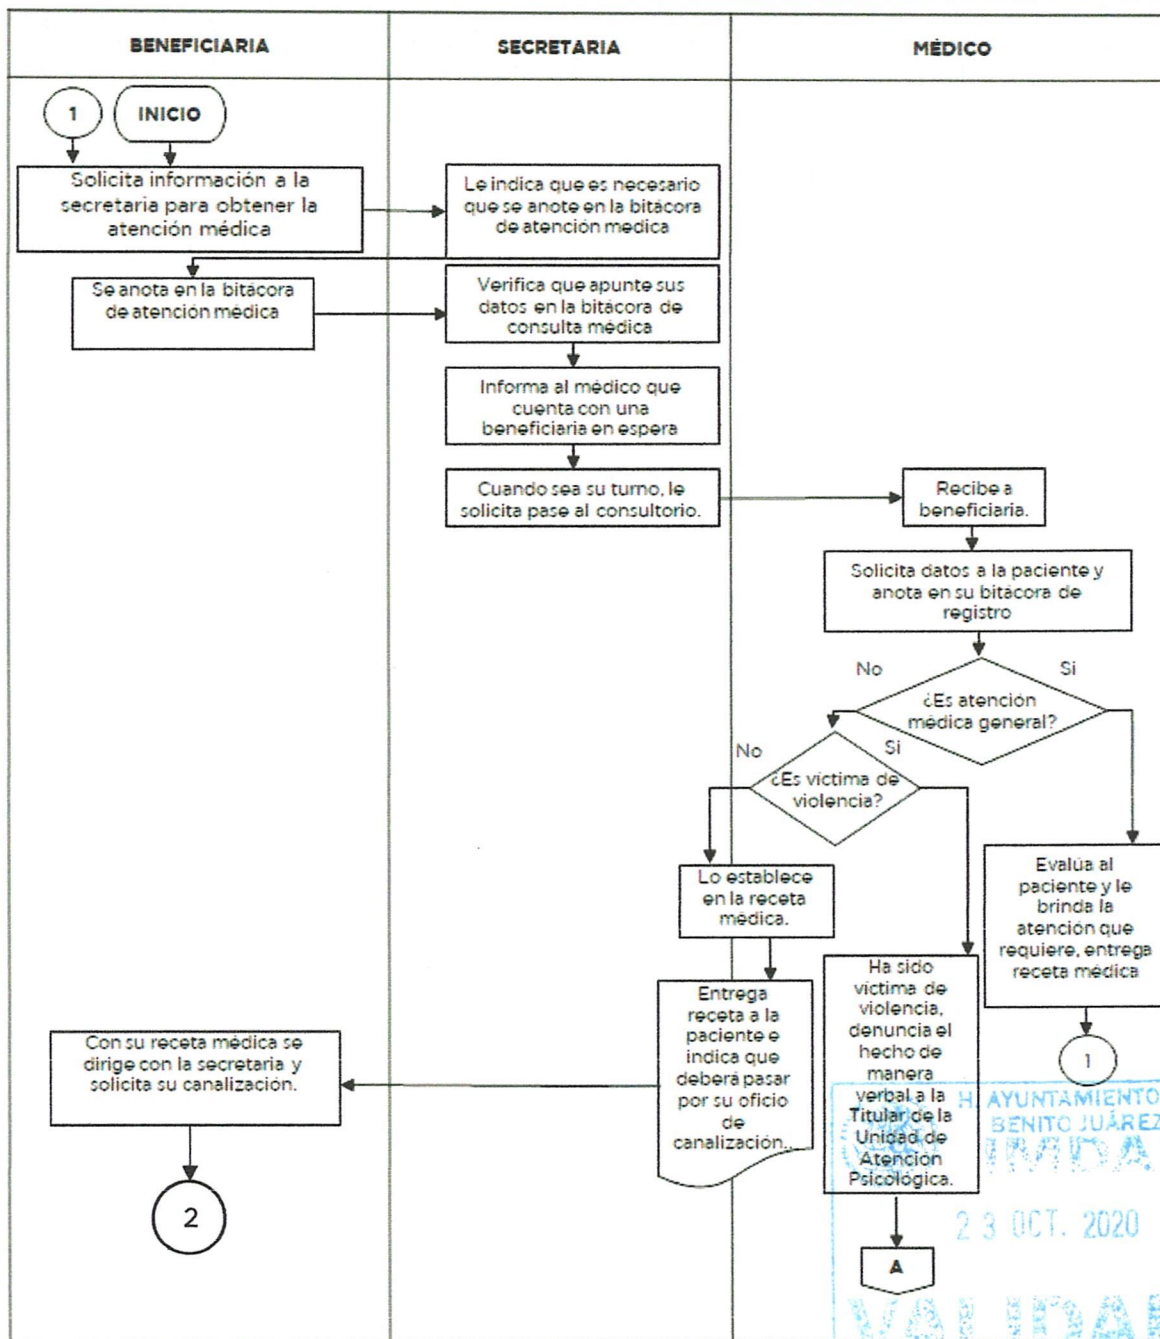 BENEFICIARIA
SECRETARIA
MÉDICO
1
INICIO
Solicita información a la
secretaria para obtener la
atención médica
Le indica que es necesario
que se anote en la bitácora
de atención medica
Se anota en la bitácora
de atención médica
Verifica que apunte sus
datos en la bitácora de
consulta médica
Informa al médico que
cuenta con una
beneficiaria en espera
Cuando sea su turno, le
solicita pase al consultorio.
Recibe a
beneficiaria.
Solicita datos a la paciente y
anota en su bitácora de
registro
No
Si
¿Es atención
médica general?
No
Si
¿Es víctima de
violencia?
Lo establece
en la receta
médica.
Evalúa al
paciente y le
brinda la
atención que
requiere, entrega
receta médica
Entrega
receta a la
paciente e
indica que
deberá pasar
por su oficio
de
canalización..
Ha sido
víctima de
violencia,
denuncia el
hecho de
manera
verbal a la
Titular de la
Unidad de
Atención
Psicológica.
1
Con su receta médica se
dirige con la secretaria y
solicita su canalización.
2
A
H. AYUNTAMIENTO
BENITO JUÁREZ
IMDA
23 OCT. 2020
VALIDA